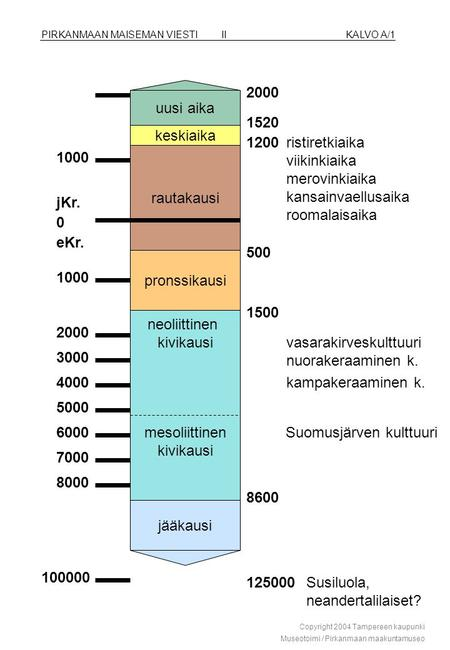 PIRKANMAAN MAISEMAN VIESTI II KALVO A/1
2000
uusi aika
1520
keskiaika
1200 ristiretkiaika
1000
viikinkiaika
merovinkiaika
rautakausi
kansainvaellusaika
jKr.
roomalaisaika
0
eKr.
500
1000
pronssikausi
1500
neoliittinen
kivikausi
2000
vasarakirveskulttuuri
3000
nuorakeraaminen k.
4000
kampakeraaminen k.
5000
6000
mesoliittinen
kivikausi
Suomusjärven kulttuuri
7000
8000
8600
jääkausi
100000
125000 Susiluola,
neandertalilaiset?
Copyright 2004 Tampereen kaupunki
Museotoimi / Pirkanmaan maakuntamuseo